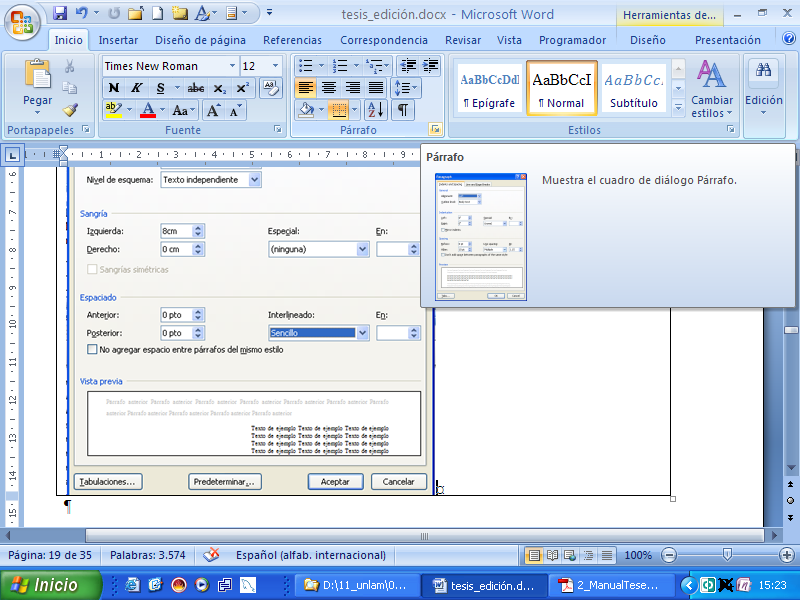 tesis_edición.docx - Microsoft Word
Herramientas de...
Inicio
Insertar
Diseño de página
Referencias
Correspondencia
Revisar
Vista
Programador
Diseño
Presentación
Pegar
Times New Roman
12
N K S abc x₂ x² Aa
ab A Aa A A
AaBbCcDd
¶ Epígrafe
AaBbCcI
¶ Normal
AaBbCc.
Subtítulo
Cambiar
estilos
Edición
Portapapeles
Fuente
Párrafo
Estilos
Párrafo
Muestra el cuadro de diálogo Párrafo.
Nivel de esquema: Texto independiente
Sangría
Izquierda: 8cm
Derecho: 0 cm
Especial:
(ninguna)
En:
Sangrías simétricas
Espaciado
Anterior: 0 pto
Posterior: 0 pto
Interlineado:
Sencillo
En:
No agregar espacio entre párrafos del mismo estilo
Vista previa
Párrafo anterior Párrafo anterior Párrafo anterior Párrafo anterior Párrafo anterior Párrafo
anterior Párrafo anterior Párrafo anterior Párrafo anterior Párrafo anterior
Texto de ejemplo Texto de ejemplo Texto de ejemplo
Texto de ejemplo Texto de ejemplo Texto de ejemplo
Texto de ejemplo Texto de ejemplo Texto de ejemplo
Texto de ejemplo Texto de ejemplo Texto de ejemplo
Tabulaciones...
Predeterminar...
Aceptar
Cancelar
¶
Página: 19 de 35
Palabras: 3.574
Español (alfab. internacional)
100%
Inicio
D:\11_unlam\0...
tesis_edición.d...
2_ManualTese...
15:23